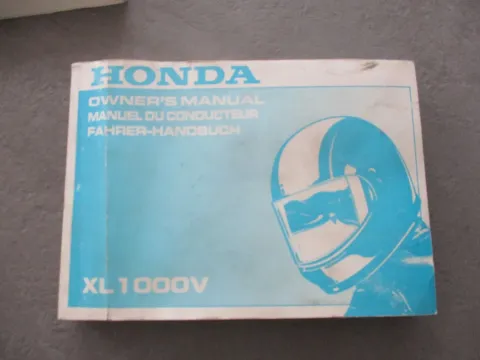 HONDA
OWNER'S MANUAL
MANUEL DU CONDUCTEUR
FAHRER-HANDBUCH
XL1000V